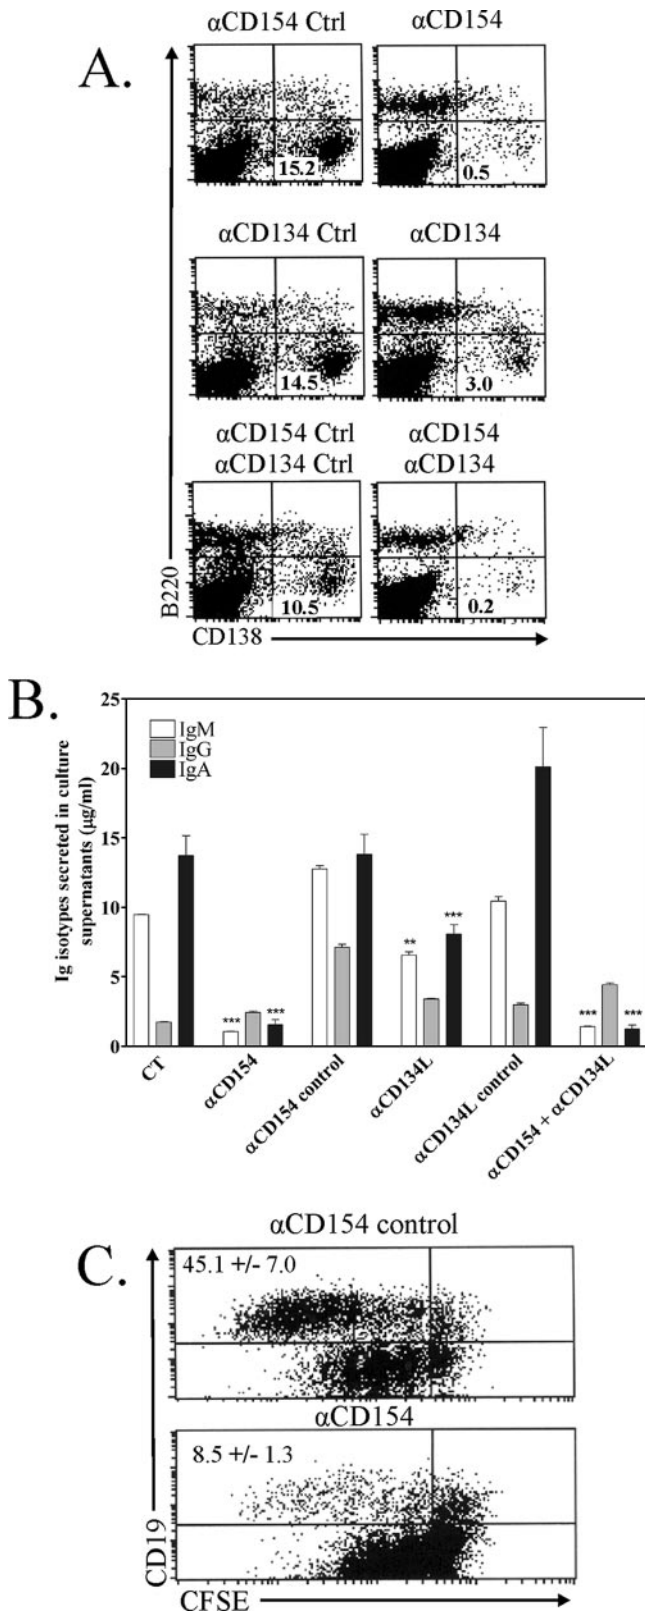 A.
αCD154 Ctrl αCD154
15.2 0.5
αCD134 Ctrl αCD134
14.5 3.0
αCD154 Ctrl αCD154
αCD134 Ctrl αCD134
10.5 0.2
B220
CD138
B.
Ig isotypes secreted in culture
supernatants (μg/ml)
25
20
15
10
5
0
IgM
IgG
IgA
*** ***
** ***
*** ***
CT
αCD154
αCD154 control
αCD134L
αCD134L control
αCD154 + αCD134L
C.
αCD154 control
45.1 +/- 7.0
αCD154
8.5 +/- 1.3
CD19
CFSE